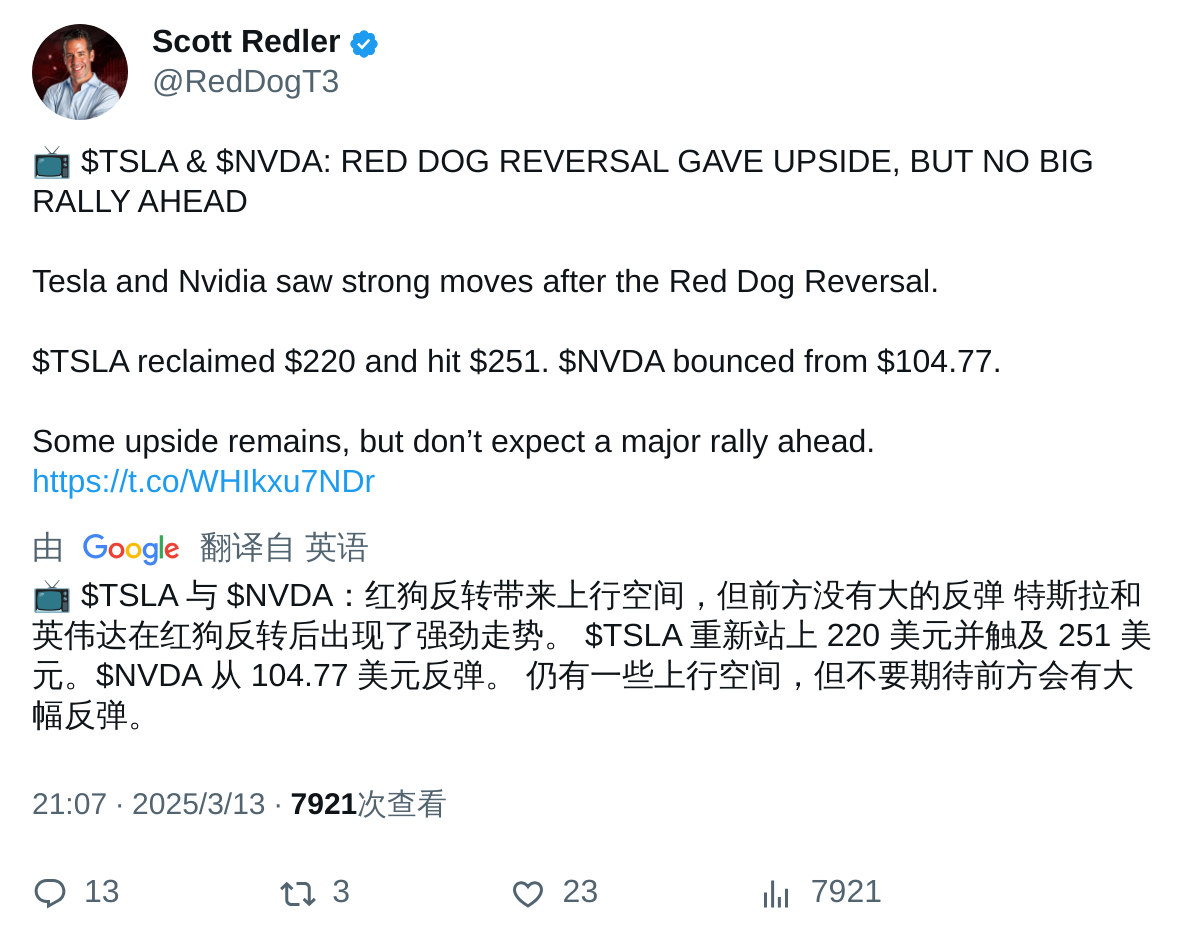 Scott Redler
@RedDogT3
📺 $TSLA & $NVDA: RED DOG REVERSAL GAVE UPSIDE, BUT NO BIG
RALLY AHEAD
Tesla and Nvidia saw strong moves after the Red Dog Reversal.
$TSLA reclaimed $220 and hit $251. $NVDA bounced from $104.77.
Some upside remains, but don’t expect a major rally ahead.
https://t.co/WHIkxu7NDr
由 Google 翻译自 英语
📺 $TSLA 与 $NVDA：红狗反转带来上行空间，但前方没有大的反弹 特斯拉和
英伟达在红狗反转后出现了强劲走势。 $TSLA 重新站上 220 美元并触及 251 美
元。$NVDA 从 104.77 美元反弹。 仍有一些上行空间，但不要期待前方会有大
幅反弹。
21:07 · 2025/3/13 · 7921次查看
13 3 23 7921